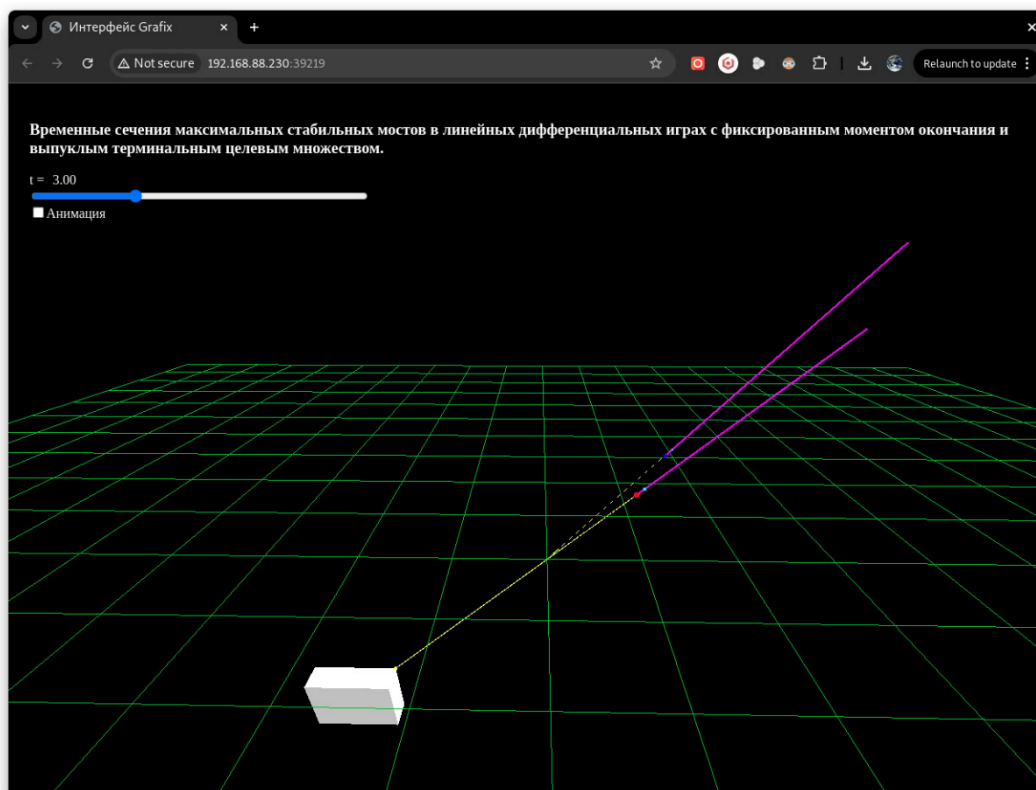 Интерфейс Grafix
Not secure 192.168.88.230:39219
Relaunch to update
Временные сечения максимальных стабильных мостов в линейных дифференциальных играх с фиксированным моментом окончания и
выпуклым терминальным целевым множеством.
t = 3.00
Анимация